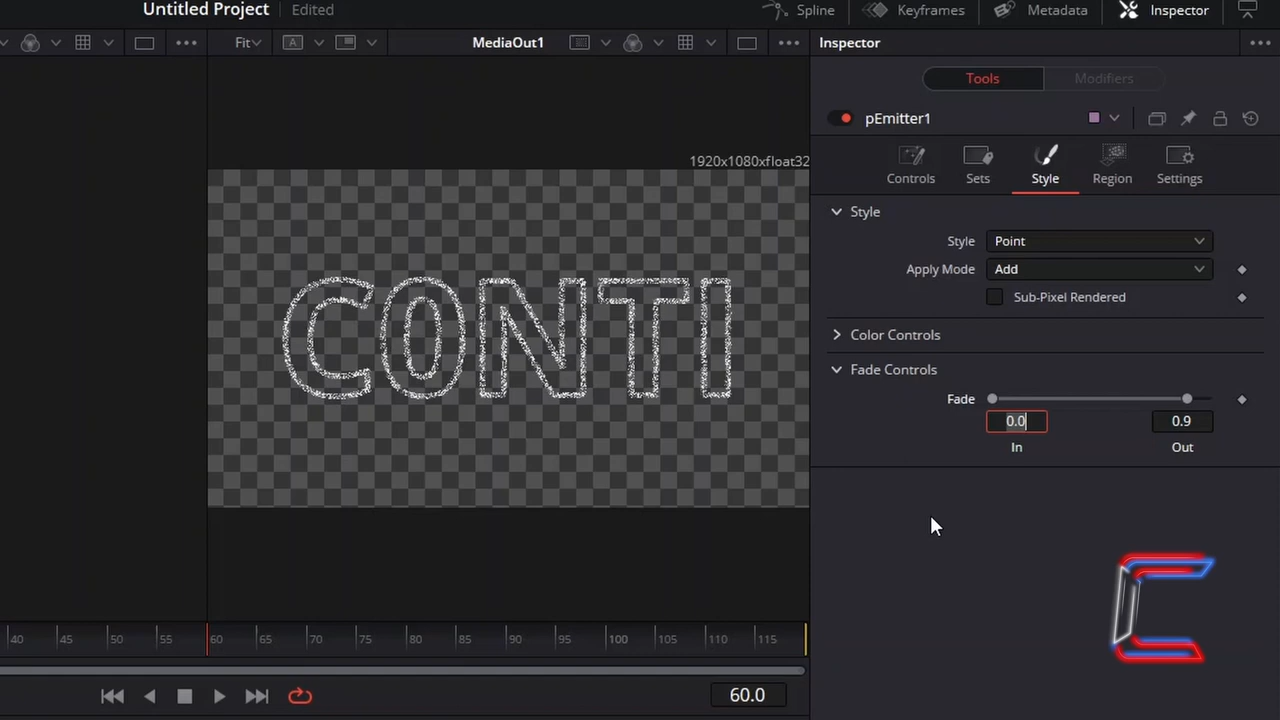 Untitled Project Edited
Spline Keyframes Metadata Inspector
Fit A MediaOut1
Inspector
Tools Modifiers
pEmitter1
1920x1080xfloat32
Controls Sets Style Region Settings
Style
Style Point
Apply Mode Add
Sub-Pixel Rendered
CONTI
Color Controls
Fade Controls
Fade
0.0 0.9
In Out
40 45 50 55 60 65 70 75 80 85 90 95 100 105 110 115
60.0